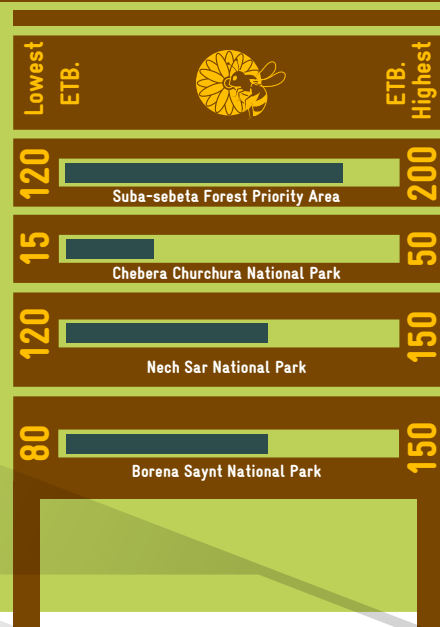 Lowest
ETB.
ETB.
Highest
120
200
Suba-sebeta Forest Priority Area
15
50
Chebera Churchura National Park
120
150
Nech Sar National Park
80
150
Borena Saynt National Park